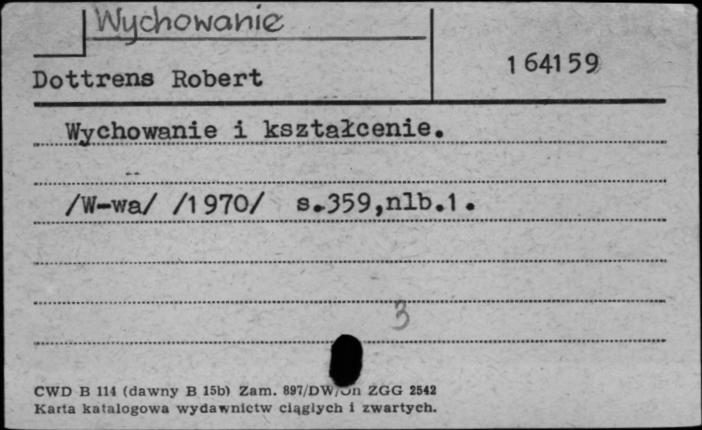 Wychowanie
Dottrens Robert
164159
Wychowanie i kształcenie.
/W-wa/ /1970/ s.359,nlb.1.
3
CWD B 114 (dawny B 15b) Zam. 897/DW/Jn ZGG 2542
Karta katalogowa wydawnictw ciągłych i zwartych.